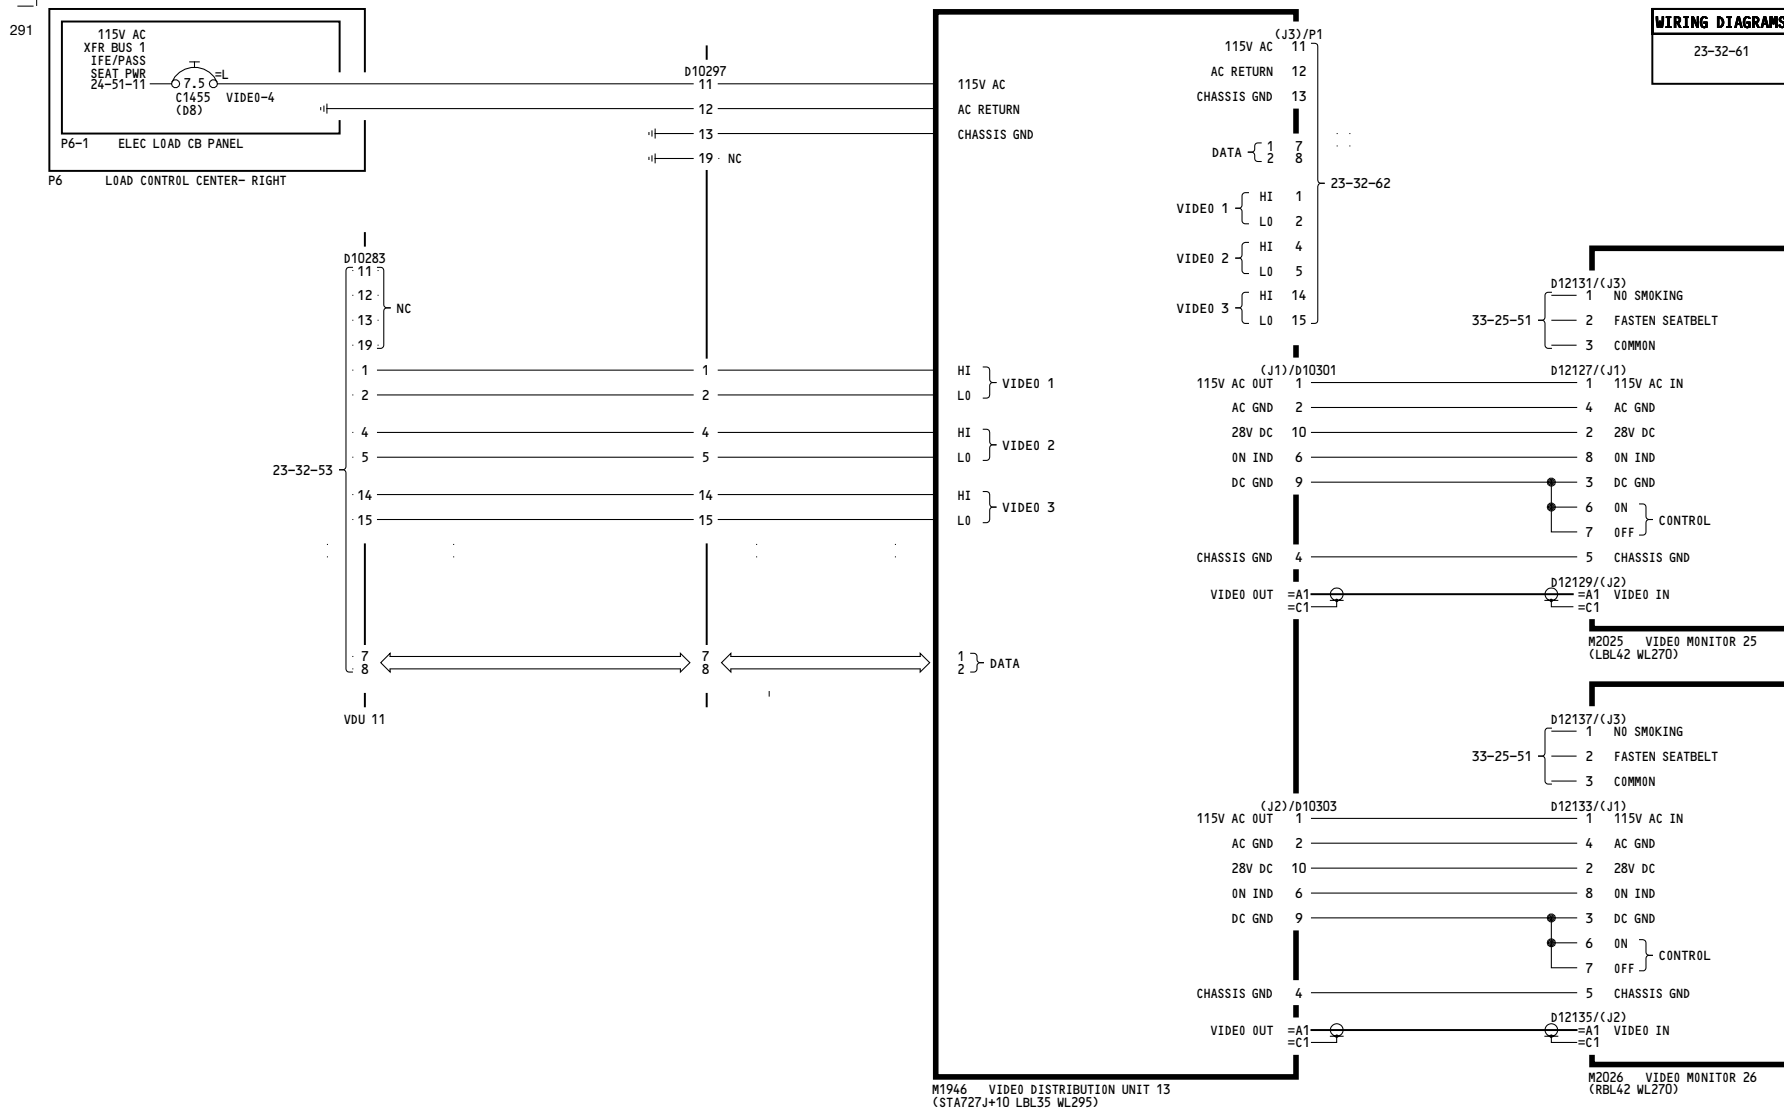 291
115V AC
XFR BUS 1
IFE/PASS
SEAT PWR
24-51-11
7.5
=L
C1455 VIDEO-4
(D8)
P6-1 ELEC LOAD CB PANEL
P6 LOAD CONTROL CENTER- RIGHT
D10297
11
12
13
19 NC
115V AC
AC RETURN
CHASSIS GND
(J3)/P1
115V AC 11
AC RETURN 12
CHASSIS GND 13
DATA 1 7
2 8
VIDEO 1 HI 1
LO 2
VIDEO 2 HI 4
LO 5
VIDEO 3 HI 14
LO 15
23-32-62
WIRING DIAGRAMS
23-32-61
D10283
11
12
13
19
NC
1 1 HI
2 2 LO
VIDEO 1
4 4 HI
5 5 LO
VIDEO 2
14 14 HI
15 15 LO
VIDEO 3
23-32-53
7 7 1
8 8 2
DATA
VDU 11
D12131/(J3)
33-25-51
1 NO SMOKING
2 FASTEN SEATBELT
3 COMMON
(J1)/D10301 D12127/(J1)
115V AC OUT 1 1 115V AC IN
AC GND 2 4 AC GND
28V DC 10 2 28V DC
ON IND 6 8 ON IND
DC GND 9 3 DC GND
6 ON
7 OFF
CONTROL
CHASSIS GND 4 5 CHASSIS GND
D12129/(J2)
VIDEO OUT =A1 =A1 VIDEO IN
=C1 =C1
M2025 VIDEO MONITOR 25
(LBL42 WL270)
D12137/(J3)
33-25-51
1 NO SMOKING
2 FASTEN SEATBELT
3 COMMON
(J2)/D10303 D12133/(J1)
115V AC OUT 1 1 115V AC IN
AC GND 2 4 AC GND
28V DC 10 2 28V DC
ON IND 6 8 ON IND
DC GND 9 3 DC GND
6 ON
7 OFF
CONTROL
CHASSIS GND 4 5 CHASSIS GND
D12135/(J2)
VIDEO OUT =A1 =A1 VIDEO IN
=C1 =C1
M2026 VIDEO MONITOR 26
(RBL42 WL270)
M1946 VIDEO DISTRIBUTION UNIT 13
(STA727J+10 LBL35 WL295)